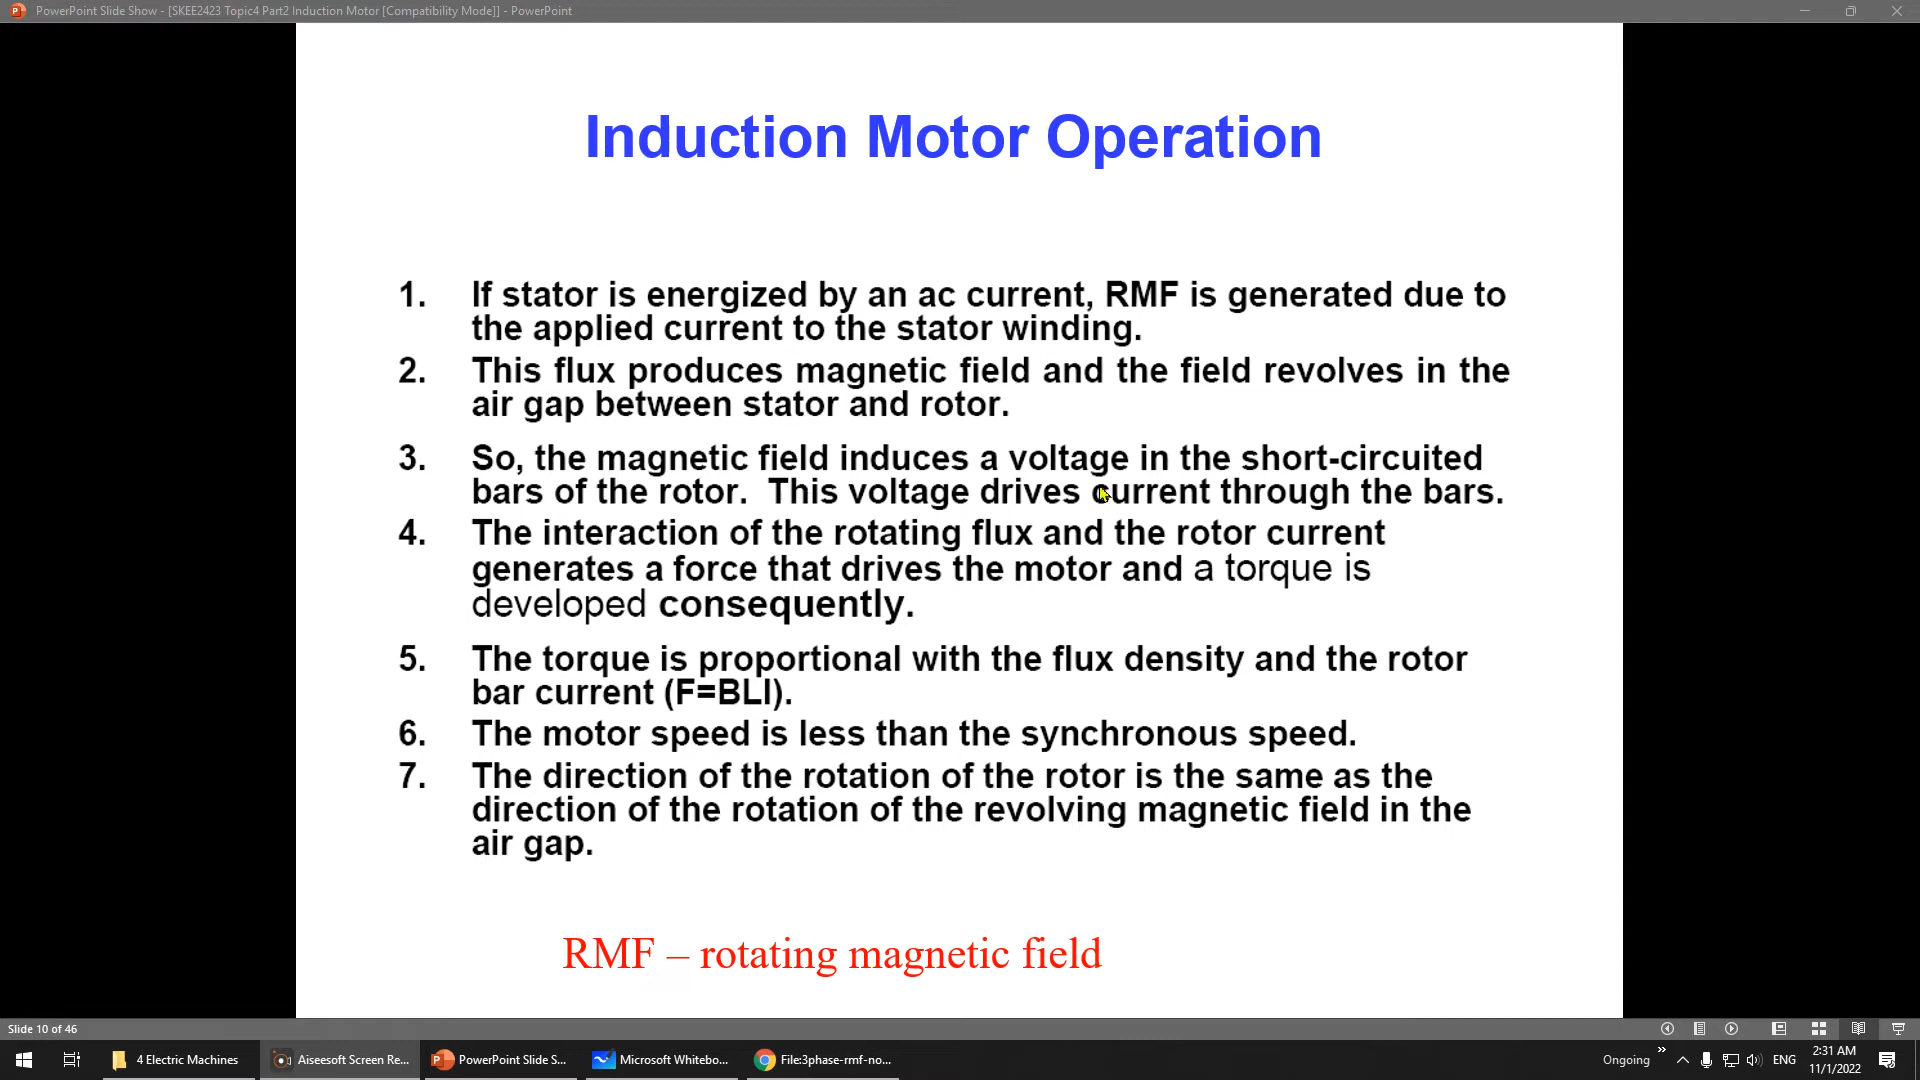 PowerPoint Slide Show - [SKEE2423 Topic4 Part2 Induction Motor [Compatibility Mode]] - PowerPoint
Induction Motor Operation
1. If stator is energized by an ac current, RMF is generated due to
the applied current to the stator winding.
2. This flux produces magnetic field and the field revolves in the
air gap between stator and rotor.
3. So, the magnetic field induces a voltage in the short-circuited
bars of the rotor. This voltage drives current through the bars.
4. The interaction of the rotating flux and the rotor current
generates a force that drives the motor and a torque is
developed consequently.
5. The torque is proportional with the flux density and the rotor
bar current (F=BLI).
6. The motor speed is less than the synchronous speed.
7. The direction of the rotation of the rotor is the same as the
direction of the rotation of the revolving magnetic field in the
air gap.
RMF – rotating magnetic field
Slide 10 of 46
4 Electric Machines
Aiseesoft Screen Re...
PowerPoint Slide S...
Microsoft Whitebo...
File:3phase-rmf-no...
Ongoing
ENG
2:31 AM
11/1/2022